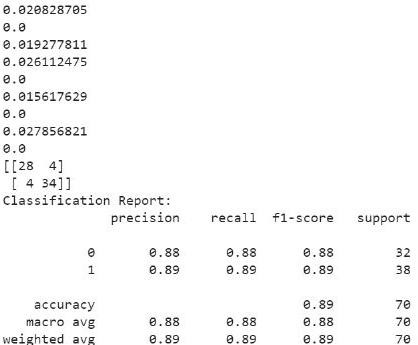 0.020828705
0.0
0.019277811
0.026112475
0.0
0.015617629
0.0
0.027856821
0.0
[[28  4]
 [ 4 34]]
Classification Report:
              precision    recall  f1-score   support

           0       0.88      0.88      0.88        32
           1       0.89      0.89      0.89        38

    accuracy                           0.89        70
   macro avg       0.88      0.88      0.88        70
weighted avg       0.89      0.89      0.89        70